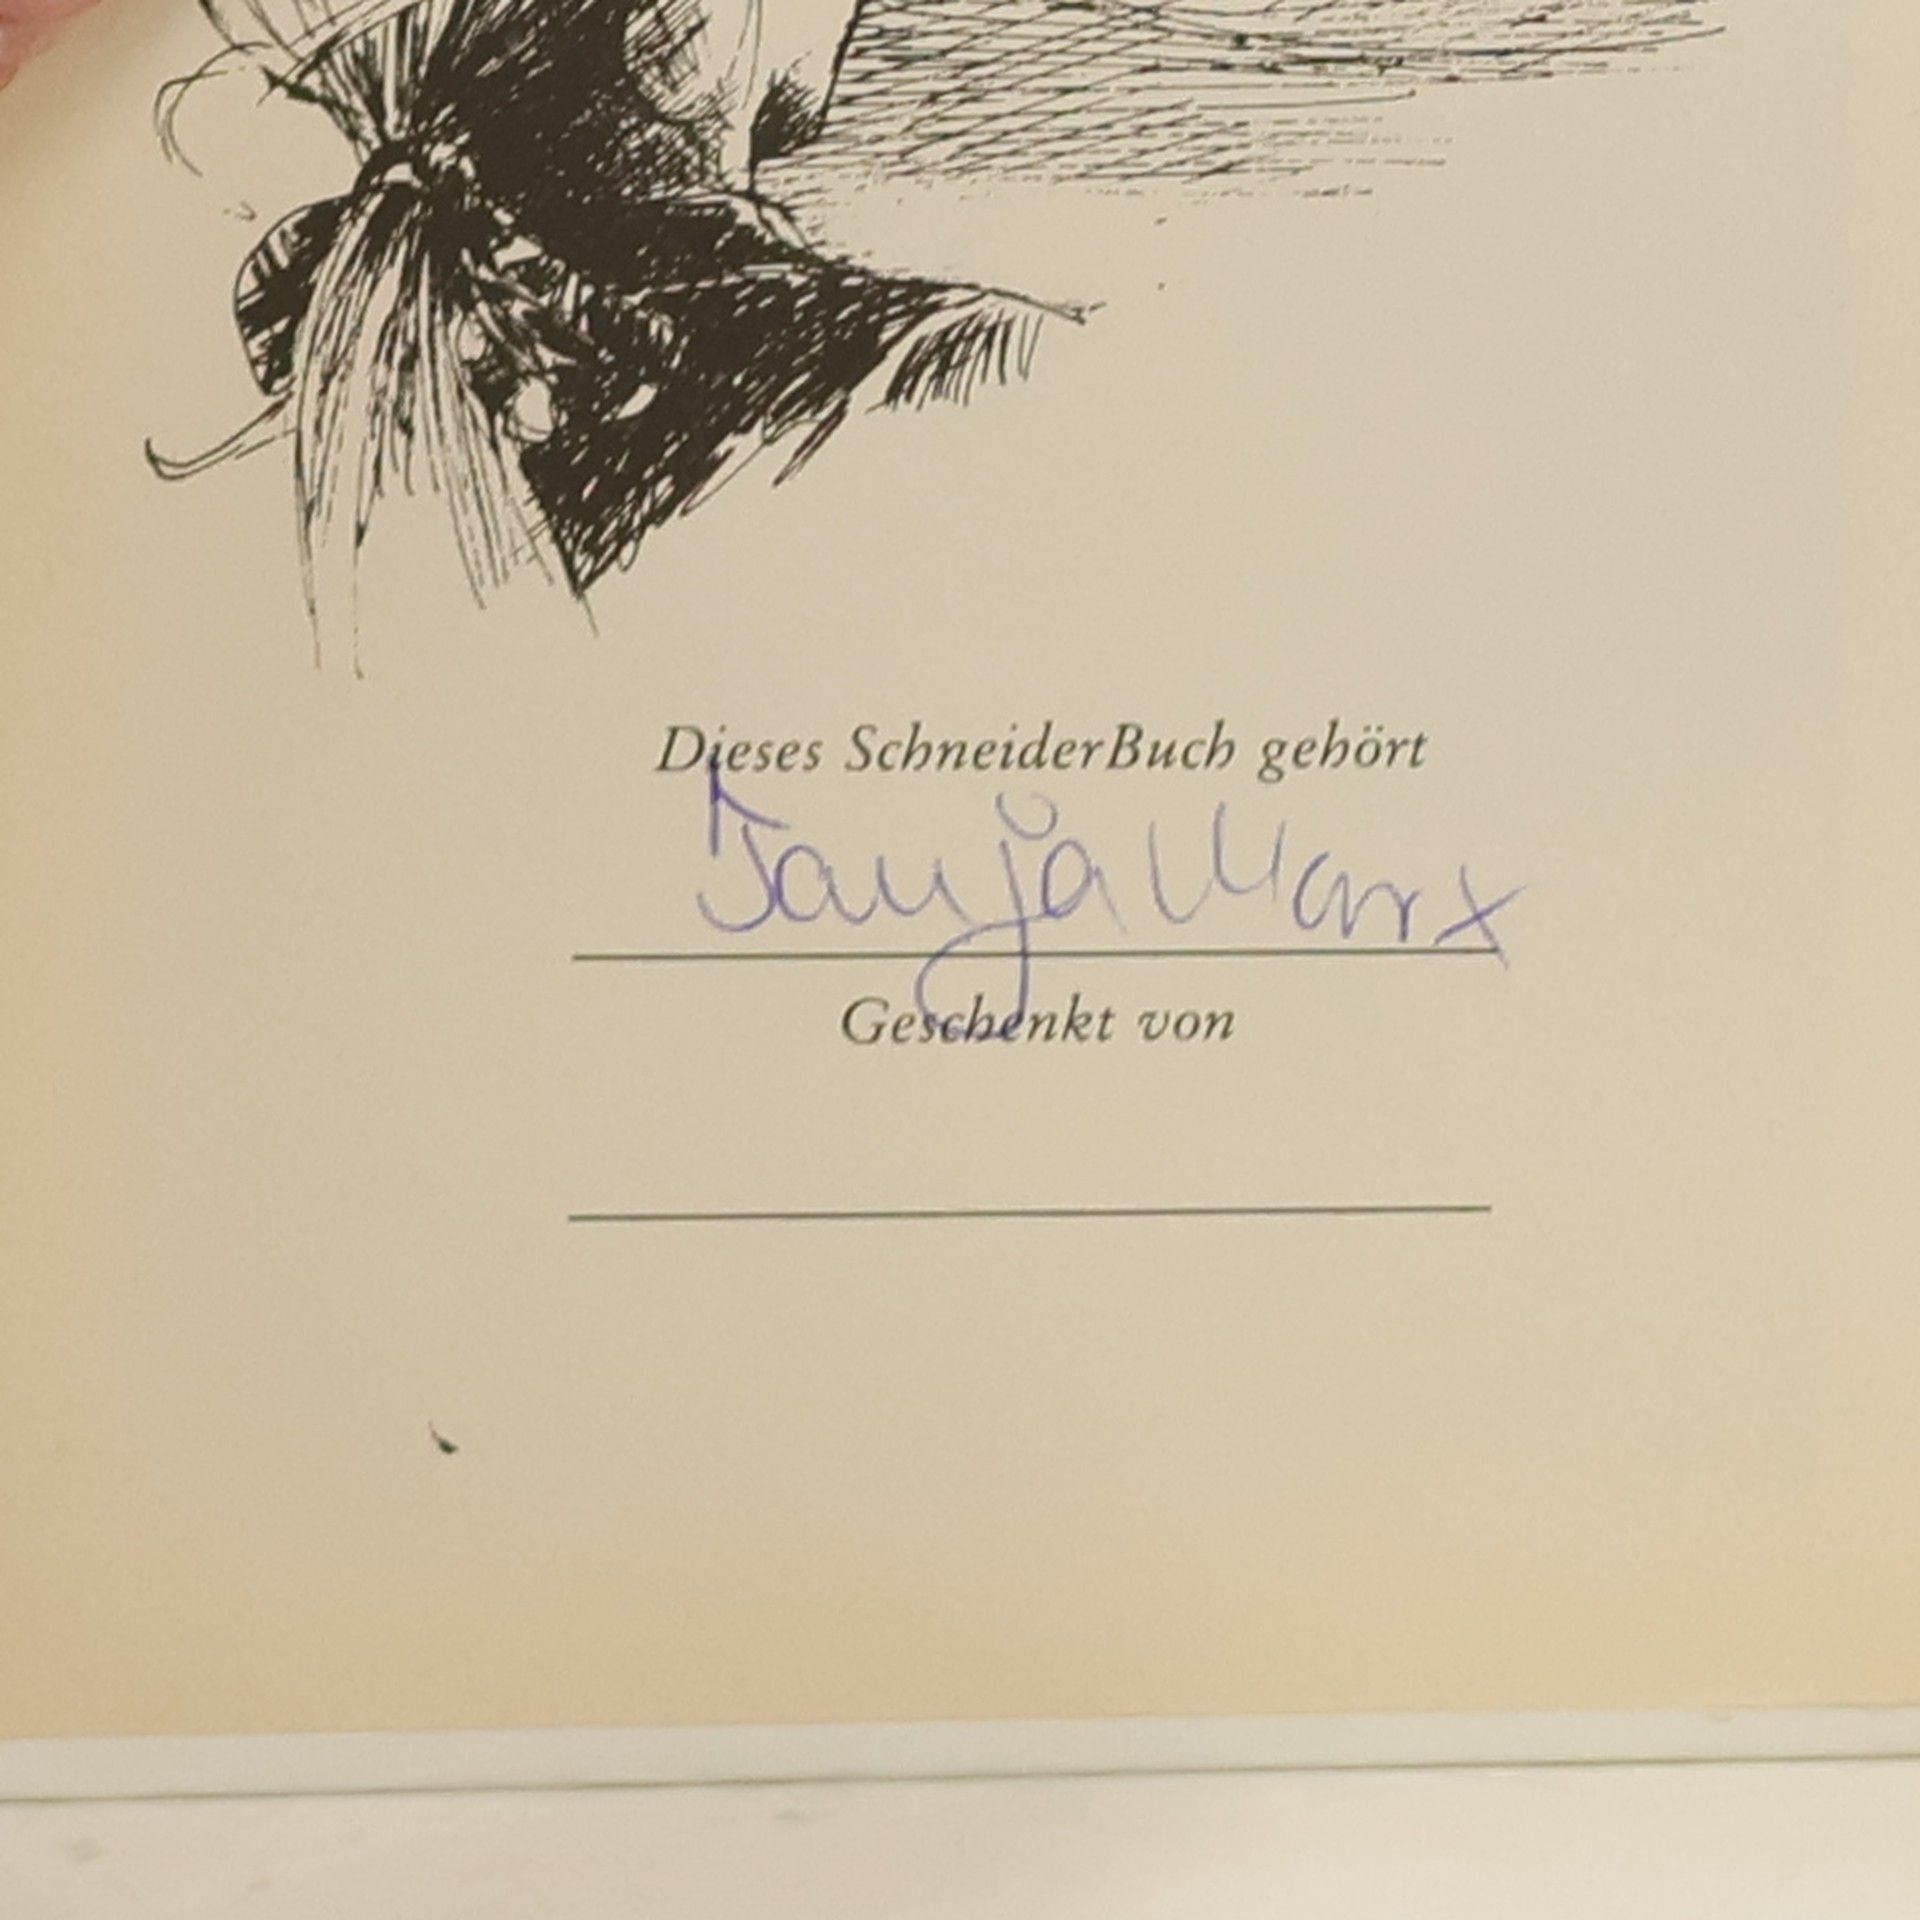 Dieses SchneiderBuch gehört
Tanja Marx
Geschenkt von